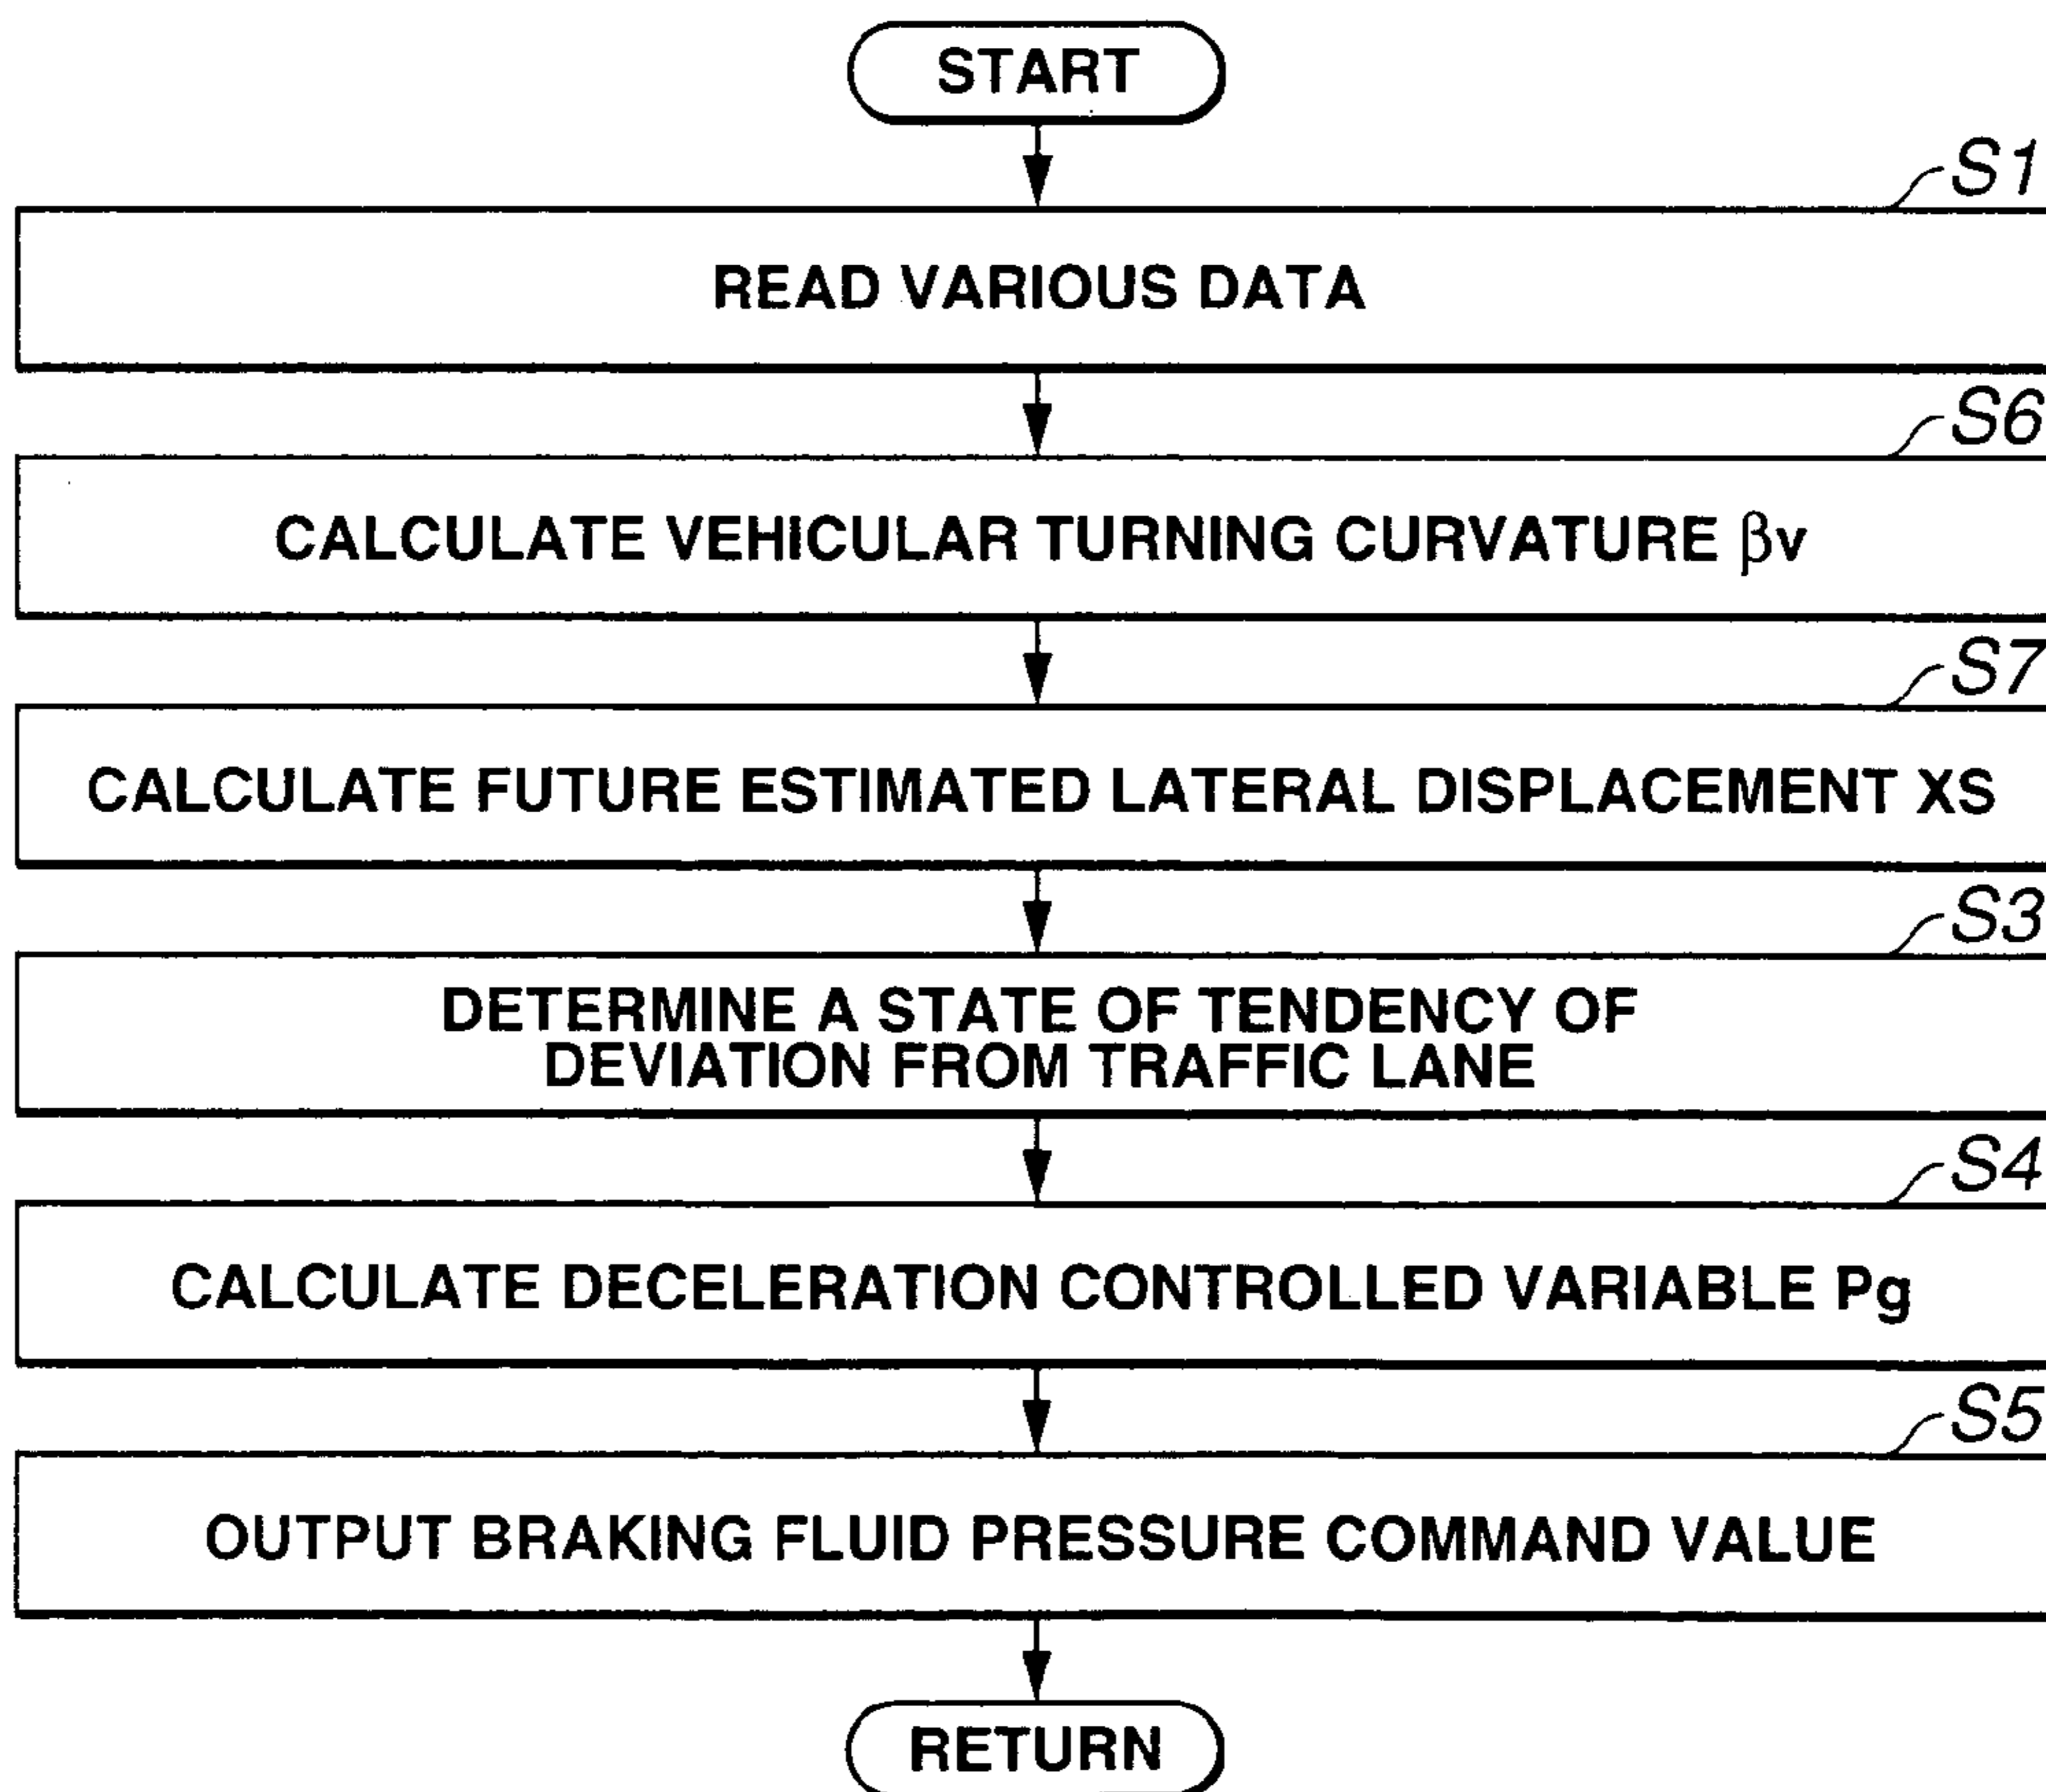 START
S1
READ VARIOUS DATA
S6
CALCULATE VEHICULAR TURNING CURVATURE βv
S7
CALCULATE FUTURE ESTIMATED LATERAL DISPLACEMENT XS
S3
DETERMINE A STATE OF TENDENCY OF
DEVIATION FROM TRAFFIC LANE
S4
CALCULATE DECELERATION CONTROLLED VARIABLE Pg
S5
OUTPUT BRAKING FLUID PRESSURE COMMAND VALUE
RETURN